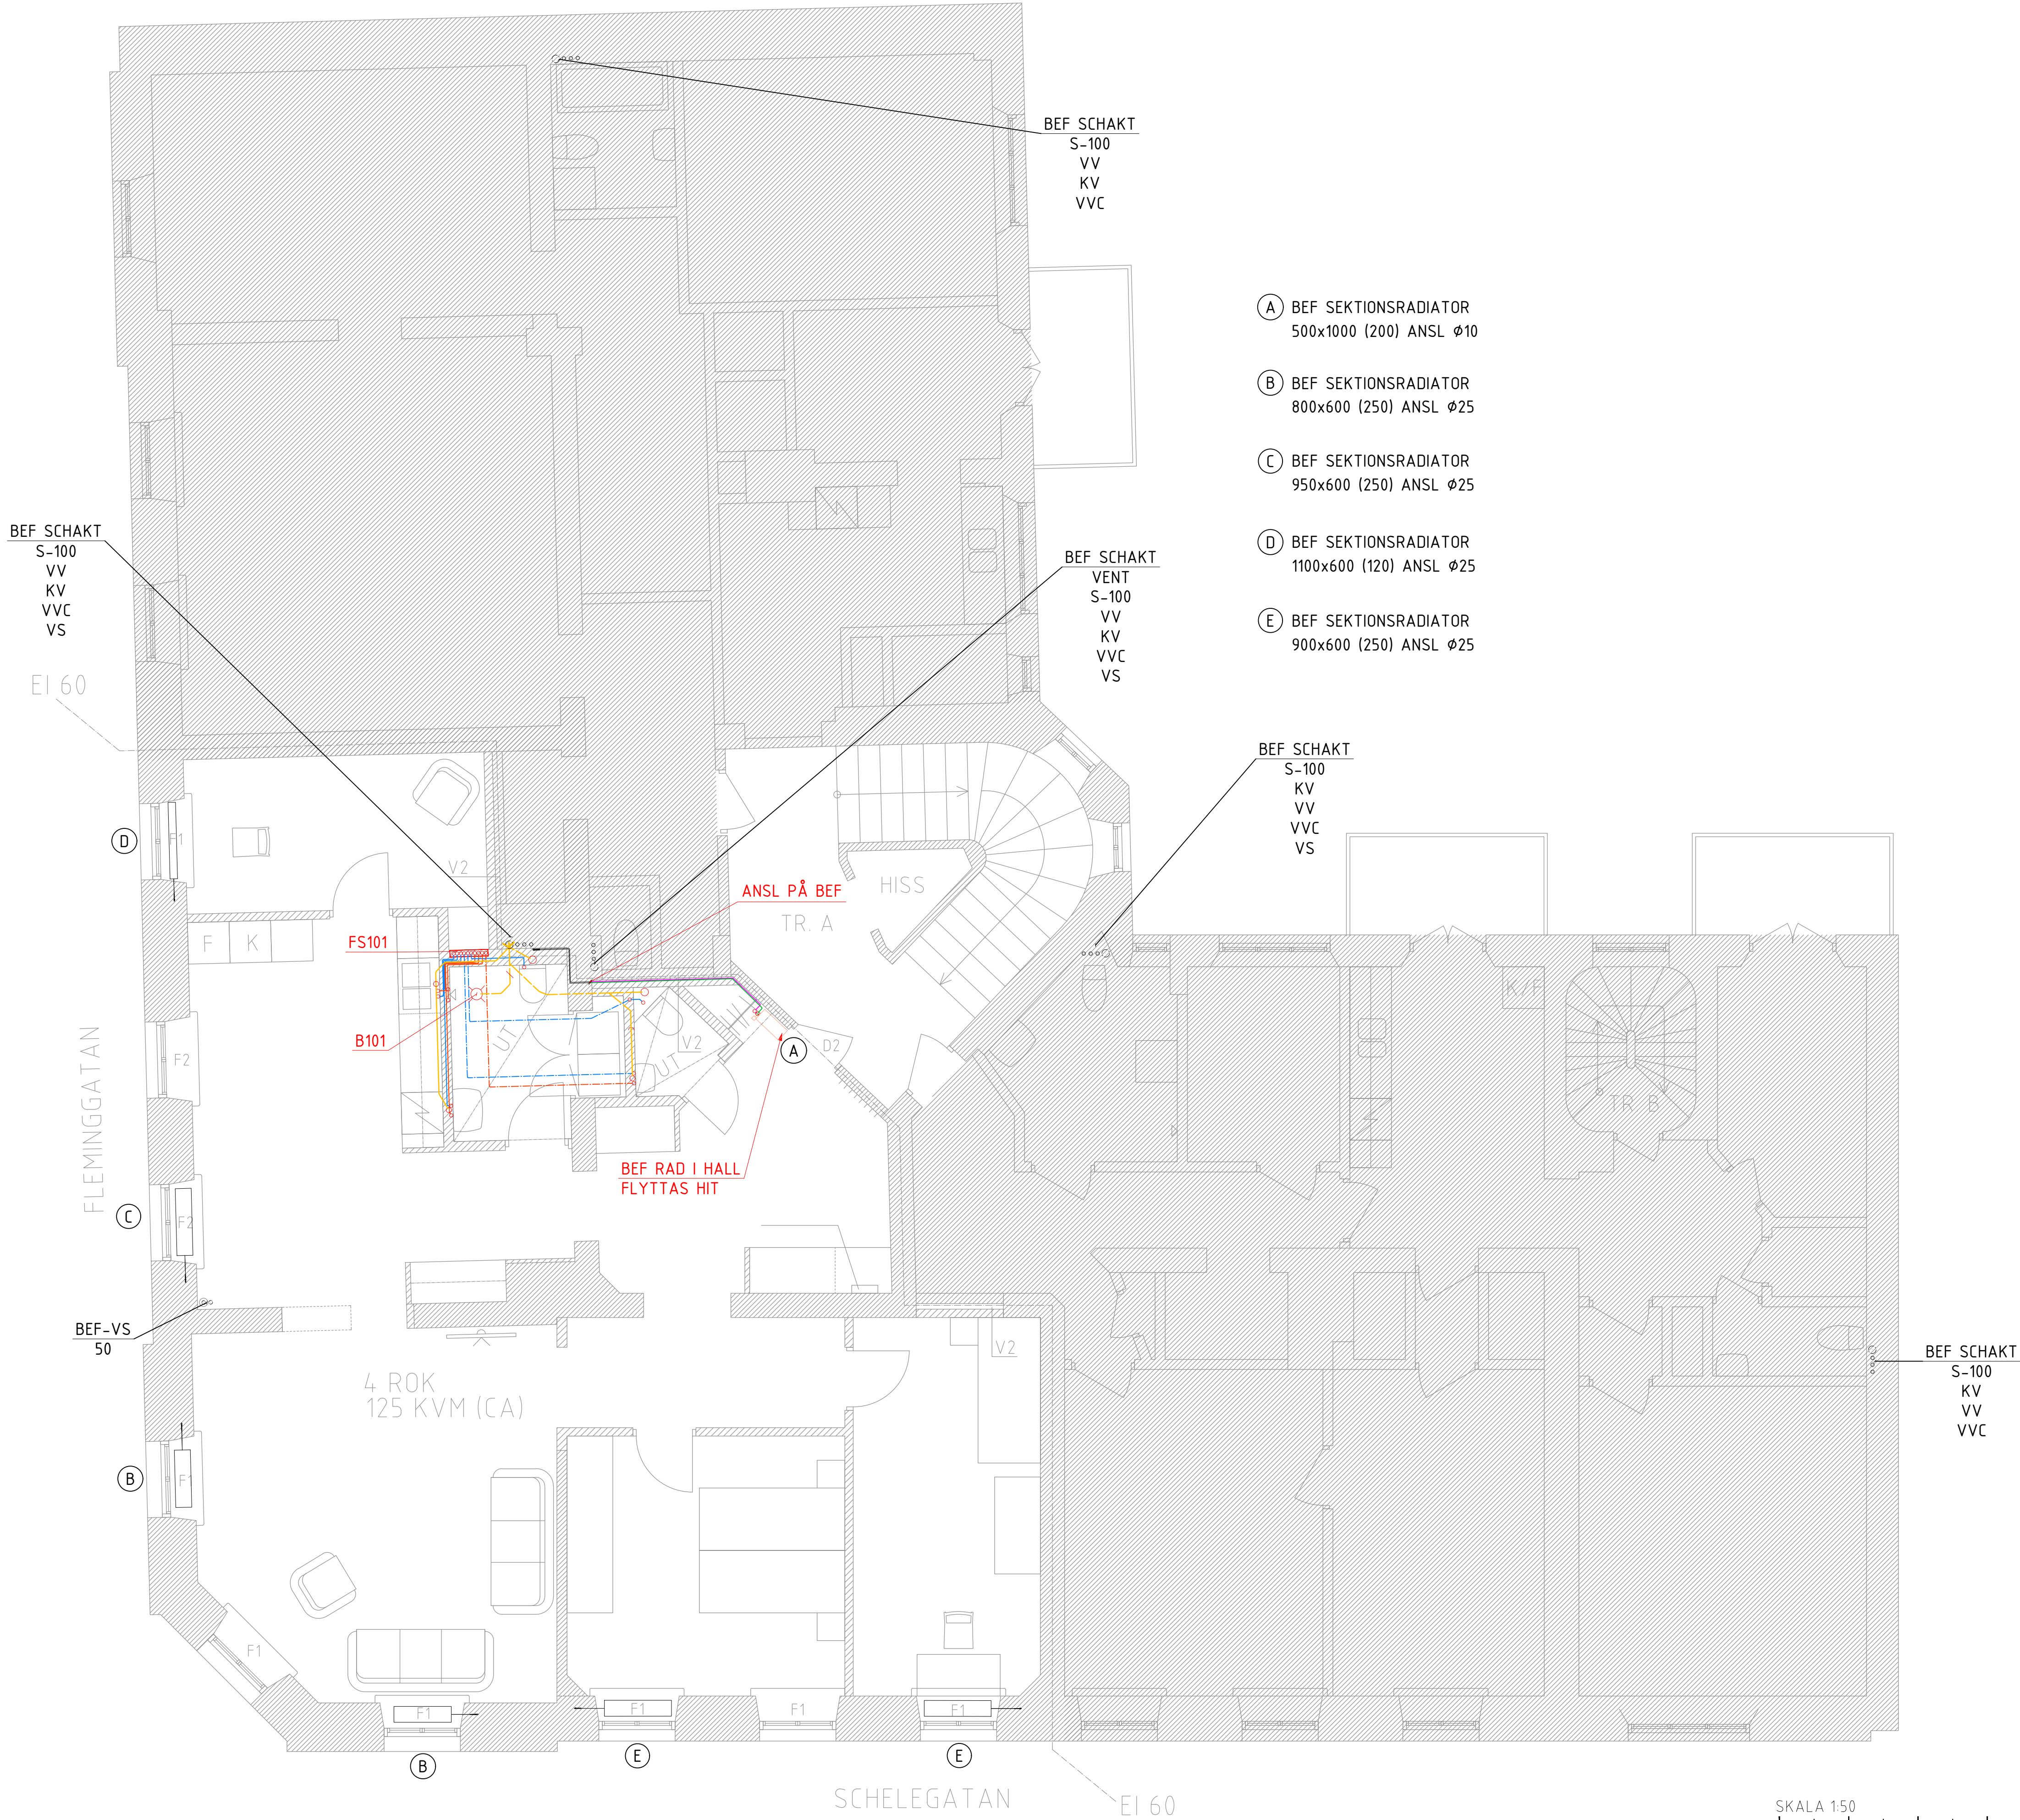 BEF SCHAKT
S-100
VV
KV
VVC
A BEF SEKTIONSRADIATOR
500x1000 (200) ANSL Ø10
B BEF SEKTIONSRADIATOR
800x600 (250) ANSL Ø25
C BEF SEKTIONSRADIATOR
950x600 (250) ANSL Ø25
D BEF SEKTIONSRADIATOR
1100x600 (120) ANSL Ø25
E BEF SEKTIONSRADIATOR
900x600 (250) ANSL Ø25
BEF SCHAKT
S-100
VV
KV
VVC
VS
BEF SCHAKT
VENT
S-100
VV
KV
VVC
VS
EI 60
BEF SCHAKT
S-100
KV
VV
VVC
VS
D
F1
V2
ANSL PÅ BEF
HISS
TR. A
F
K
FS101
K/F
B101
UT
V2
UT
A
D2
F2
TR B
FLEMINGGATAN
BEF RAD I HALL
FLYTTAS HIT
C
F2
BEF-VS
50
V2
BEF SCHAKT
S-100
KV
VV
VVC
4 ROK
125 KVM (CA)
B
F1
F1
F1
F1
F1
F1
B
E
E
SCHELEGATAN
EI 60
SKALA 1:50